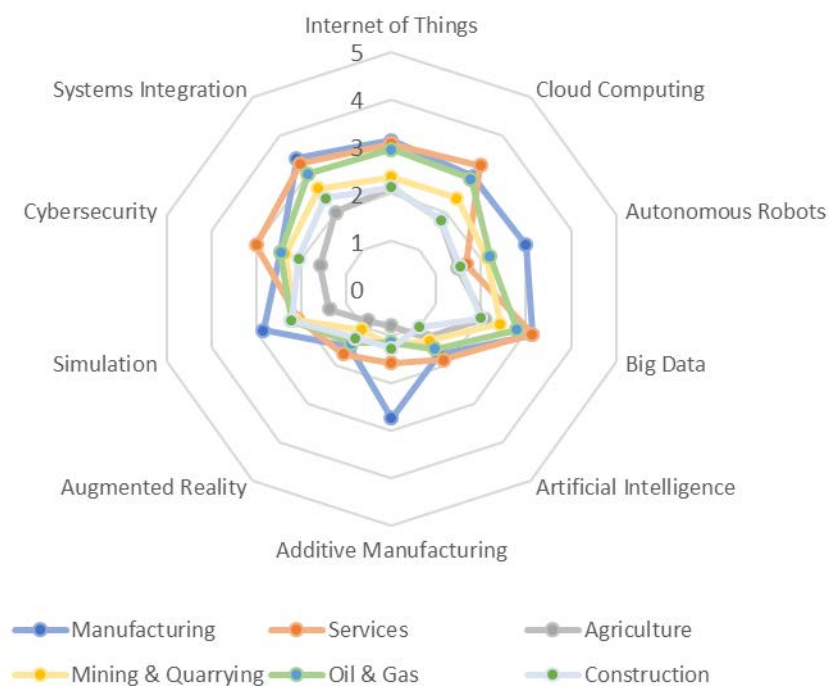 Internet of Things
5
Systems Integration
4
Cloud Computing
3
Cybersecurity
2
Autonomous Robots
1
0
Simulation
Big Data
Augmented Reality
Artificial Intelligence
Additive Manufacturing
Manufacturing
Services
Agriculture
Mining & Quarrying
Oil & Gas
Construction